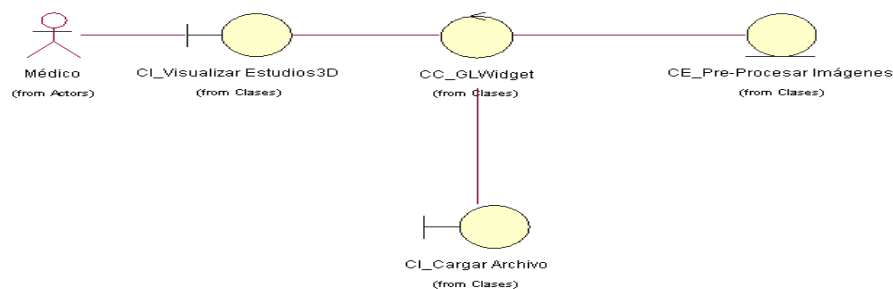 Médico
(from Actors)
CI_Visualizar Estudios3D
(from Clases)
CC_GLWidget
(from Clases)
CE_Pre-Procesar Imágenes
(from Clases)
CI_Cargar Archivo
(from Clases)